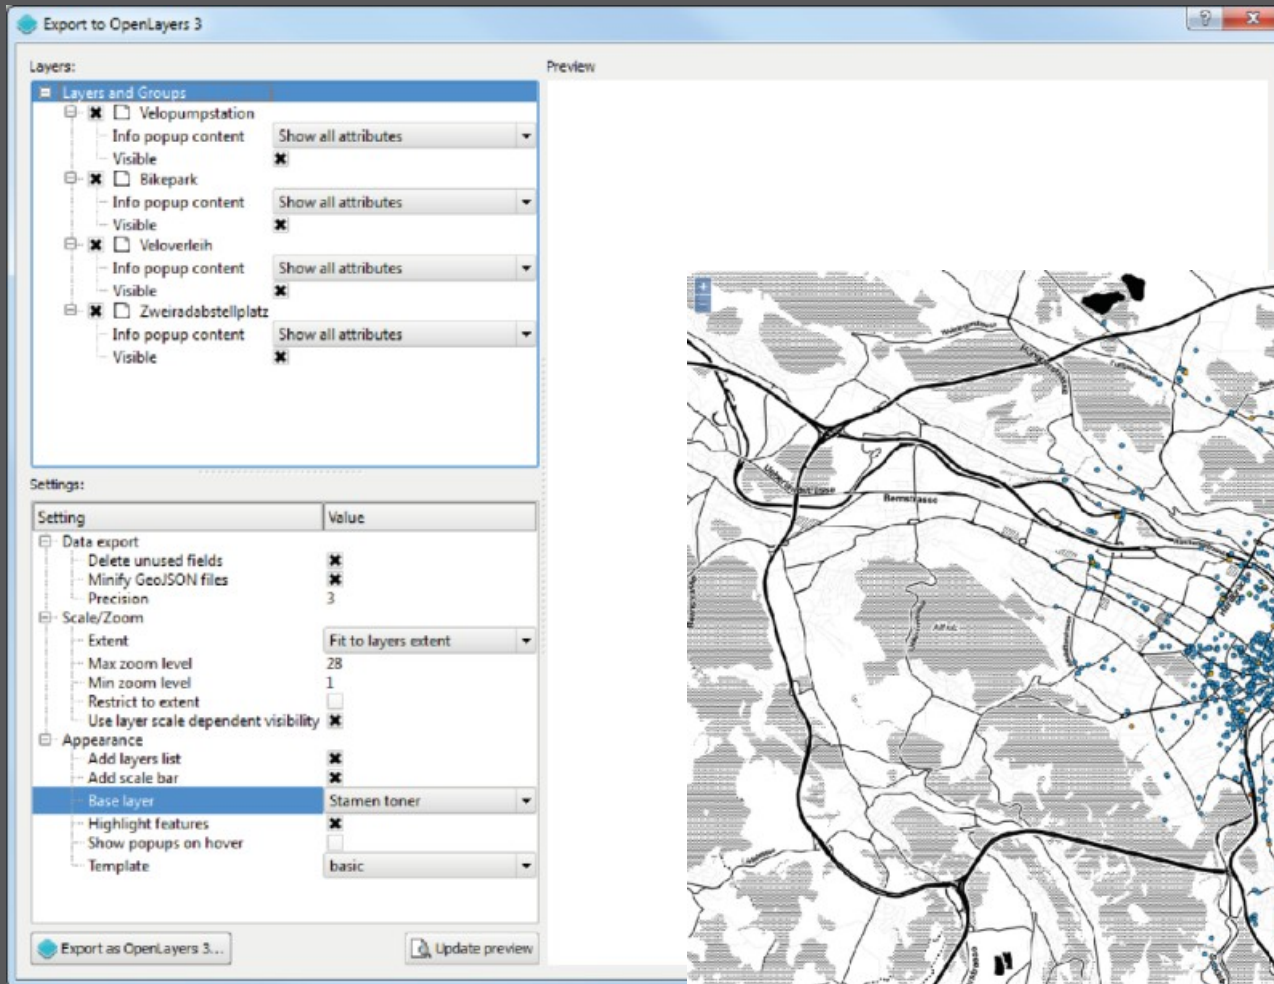 Export to OpenLayers 3
?
Layers:
Preview
Layers and Groups
Velopumpstation
Info popup content Show all attributes
Visible
Bikepark
Info popup content Show all attributes
Visible
Veloverleih
Info popup content Show all attributes
Visible
Zweiradabstellplatz
Info popup content Show all attributes
Visible
Settings:
Setting Value
Data export
Delete unused fields
Minify GeoJSON files
Precision 3
Scale/Zoom
Extent Fit to layers extent
Max zoom level 28
Min zoom level 1
Restrict to extent
Use layer scale dependent visibility
Appearance
Add layers list
Add scale bar
Base layer Stamen toner
Highlight features
Show popups on hover
Template basic
Export as OpenLayers 3...
Update preview
+
−
Bernstrasse